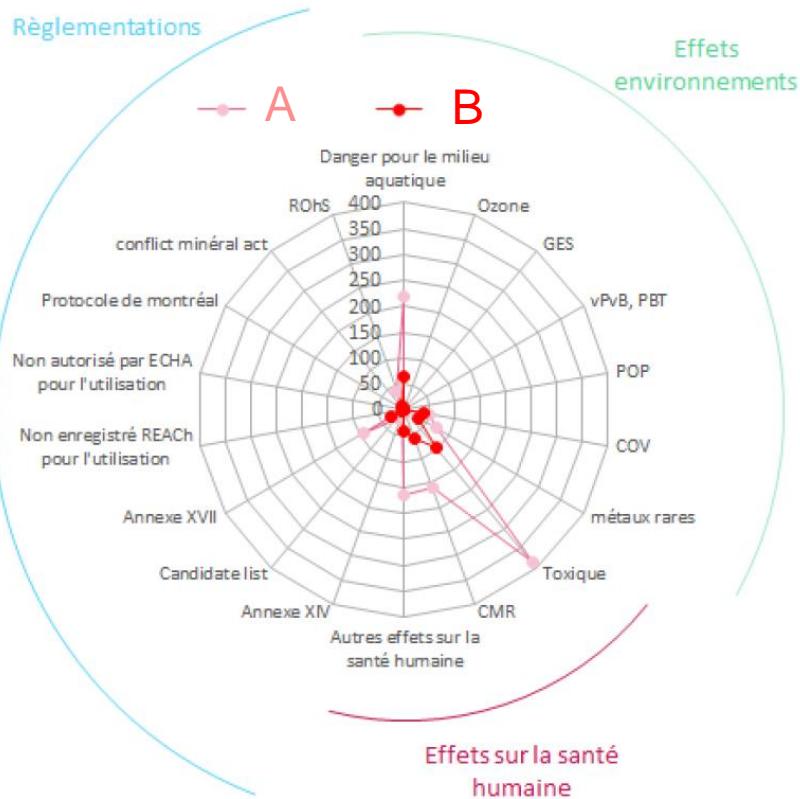 Règlementations
Effets
environnements
A
B
Danger pour le milieu
aquatique
Ozone
GES
vPvB, PBT
POP
COV
métaux rares
Toxique
CMR
Autres effets sur la
santé humaine
Annexe XIV
Candidate list
Annexe XVII
Non enregistré REACh
pour l'utilisation
Non autorisé par ECHA
pour l'utilisation
Protocole de montréal
conflict minéral act
ROhS
400
350
300
250
200
150
100
50
0
Effets sur la santé
humaine